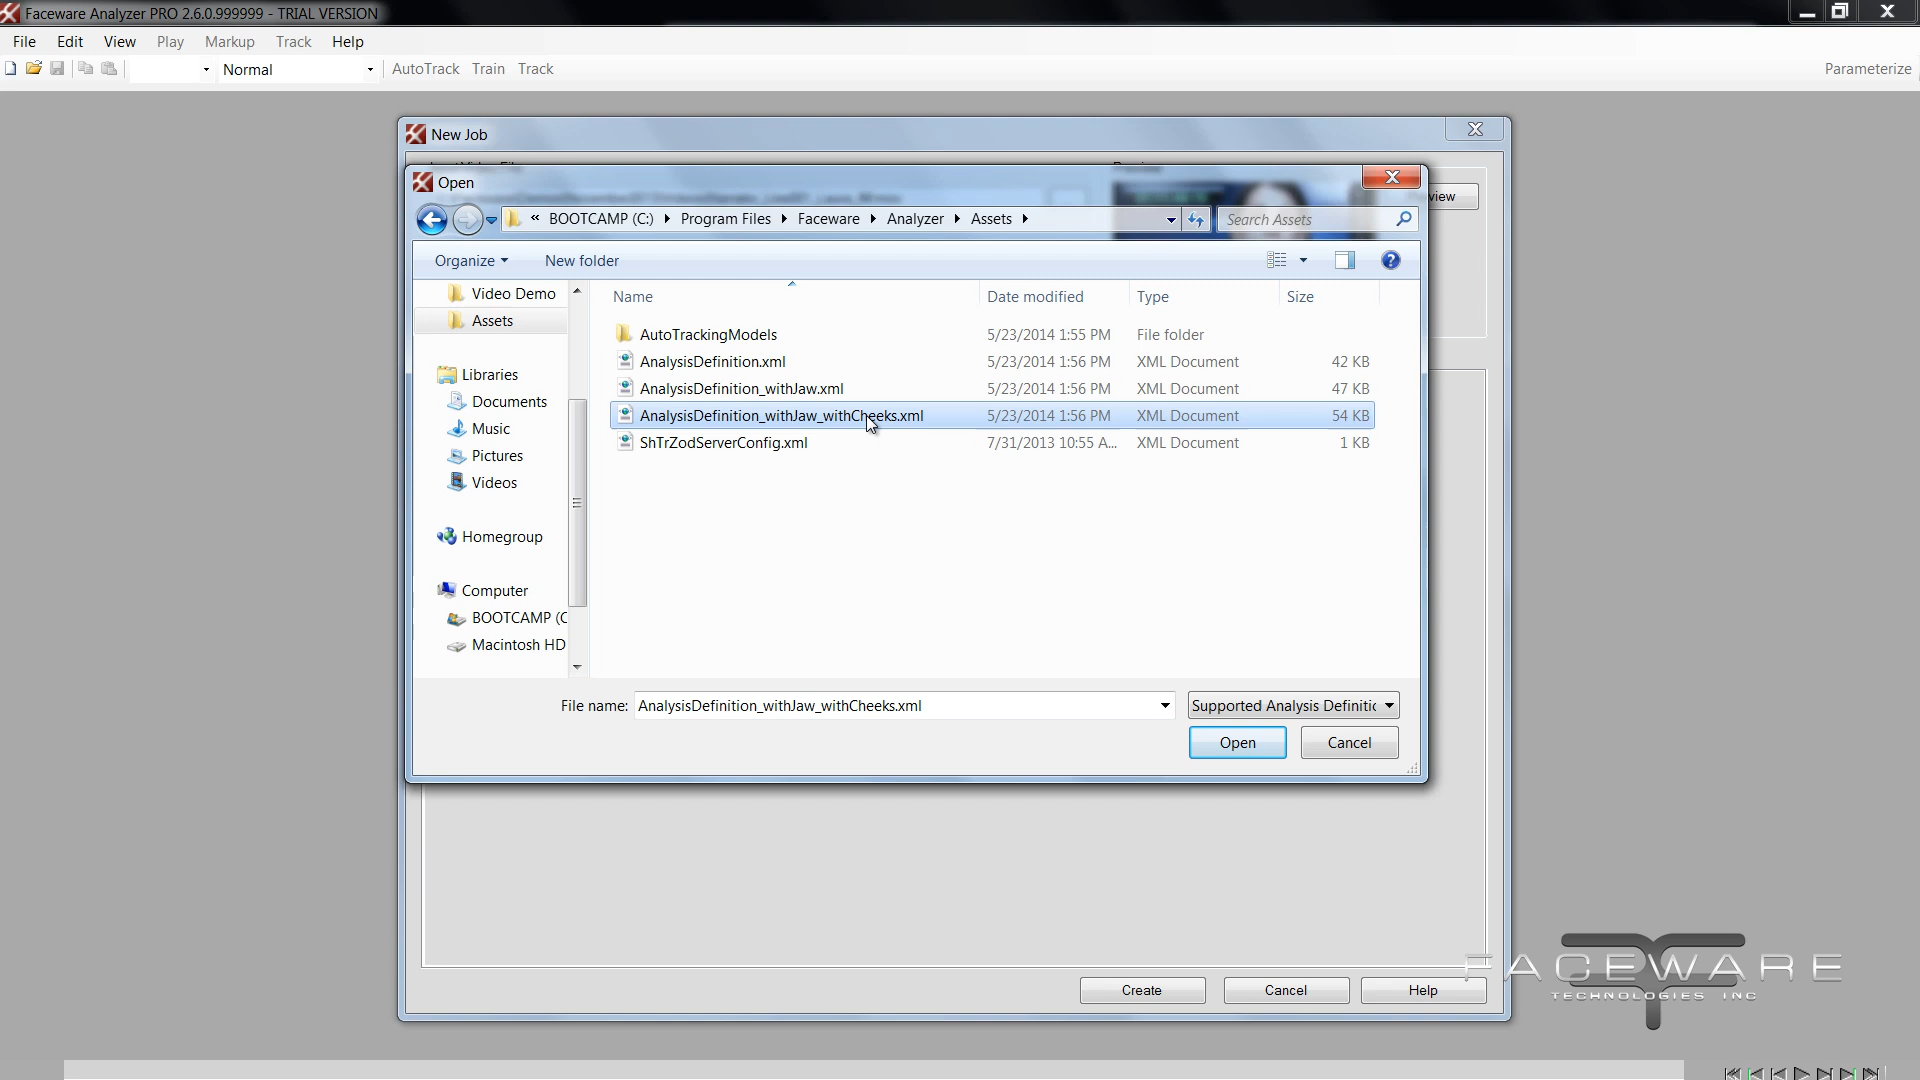 Faceware Analyzer PRO 2.6.0.999999 - TRIAL VERSION
File Edit View Play Markup Track Help
Normal AutoTrack Train Track Parameterize
New Job
Open
« BOOTCAMP (C:) Program Files Faceware Analyzer Assets Search Assets
Organize New folder
Video Demo
Assets
Libraries
Documents
Music
Pictures
Videos
Homegroup
Computer
BOOTCAMP (C
Macintosh HD
Name Date modified Type Size
AutoTrackingModels 5/23/2014 1:55 PM File folder
AnalysisDefinition.xml 5/23/2014 1:56 PM XML Document 42 KB
AnalysisDefinition_withJaw.xml 5/23/2014 1:56 PM XML Document 47 KB
AnalysisDefinition_withJaw_withCheeks.xml 5/23/2014 1:56 PM XML Document 54 KB
ShTrZodServerConfig.xml 7/31/2013 10:55 A... XML Document 1 KB
File name: AnalysisDefinition_withJaw_withCheeks.xml Supported Analysis Definitic
Open Cancel
Create Cancel Help
FACEWARE
TECHNOLOGIES INC